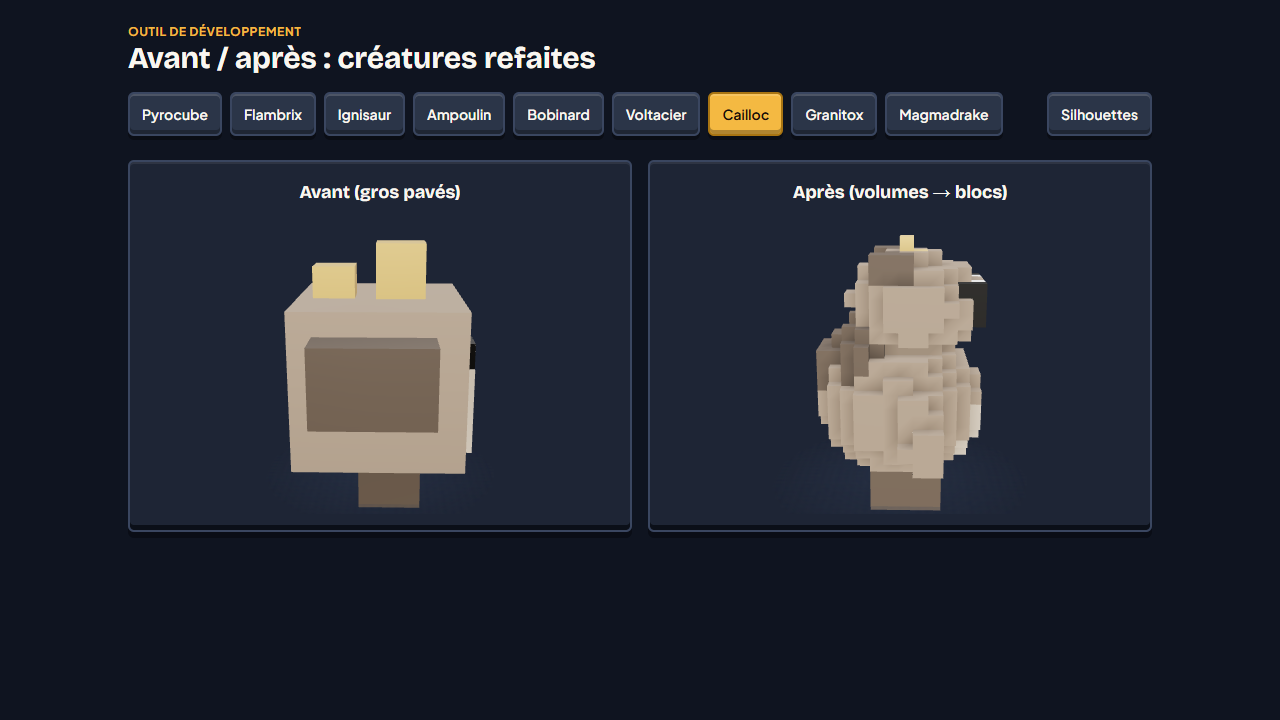 OUTIL DE DÉVELOPPEMENT
Avant / après : créatures refaites
Pyrocube Flambrix Ignisaur Ampoulin Bobinard Voltacier Cailloc Granitox Magmadrake Silhouettes
Avant (gros pavés)
Après (volumes → blocs)